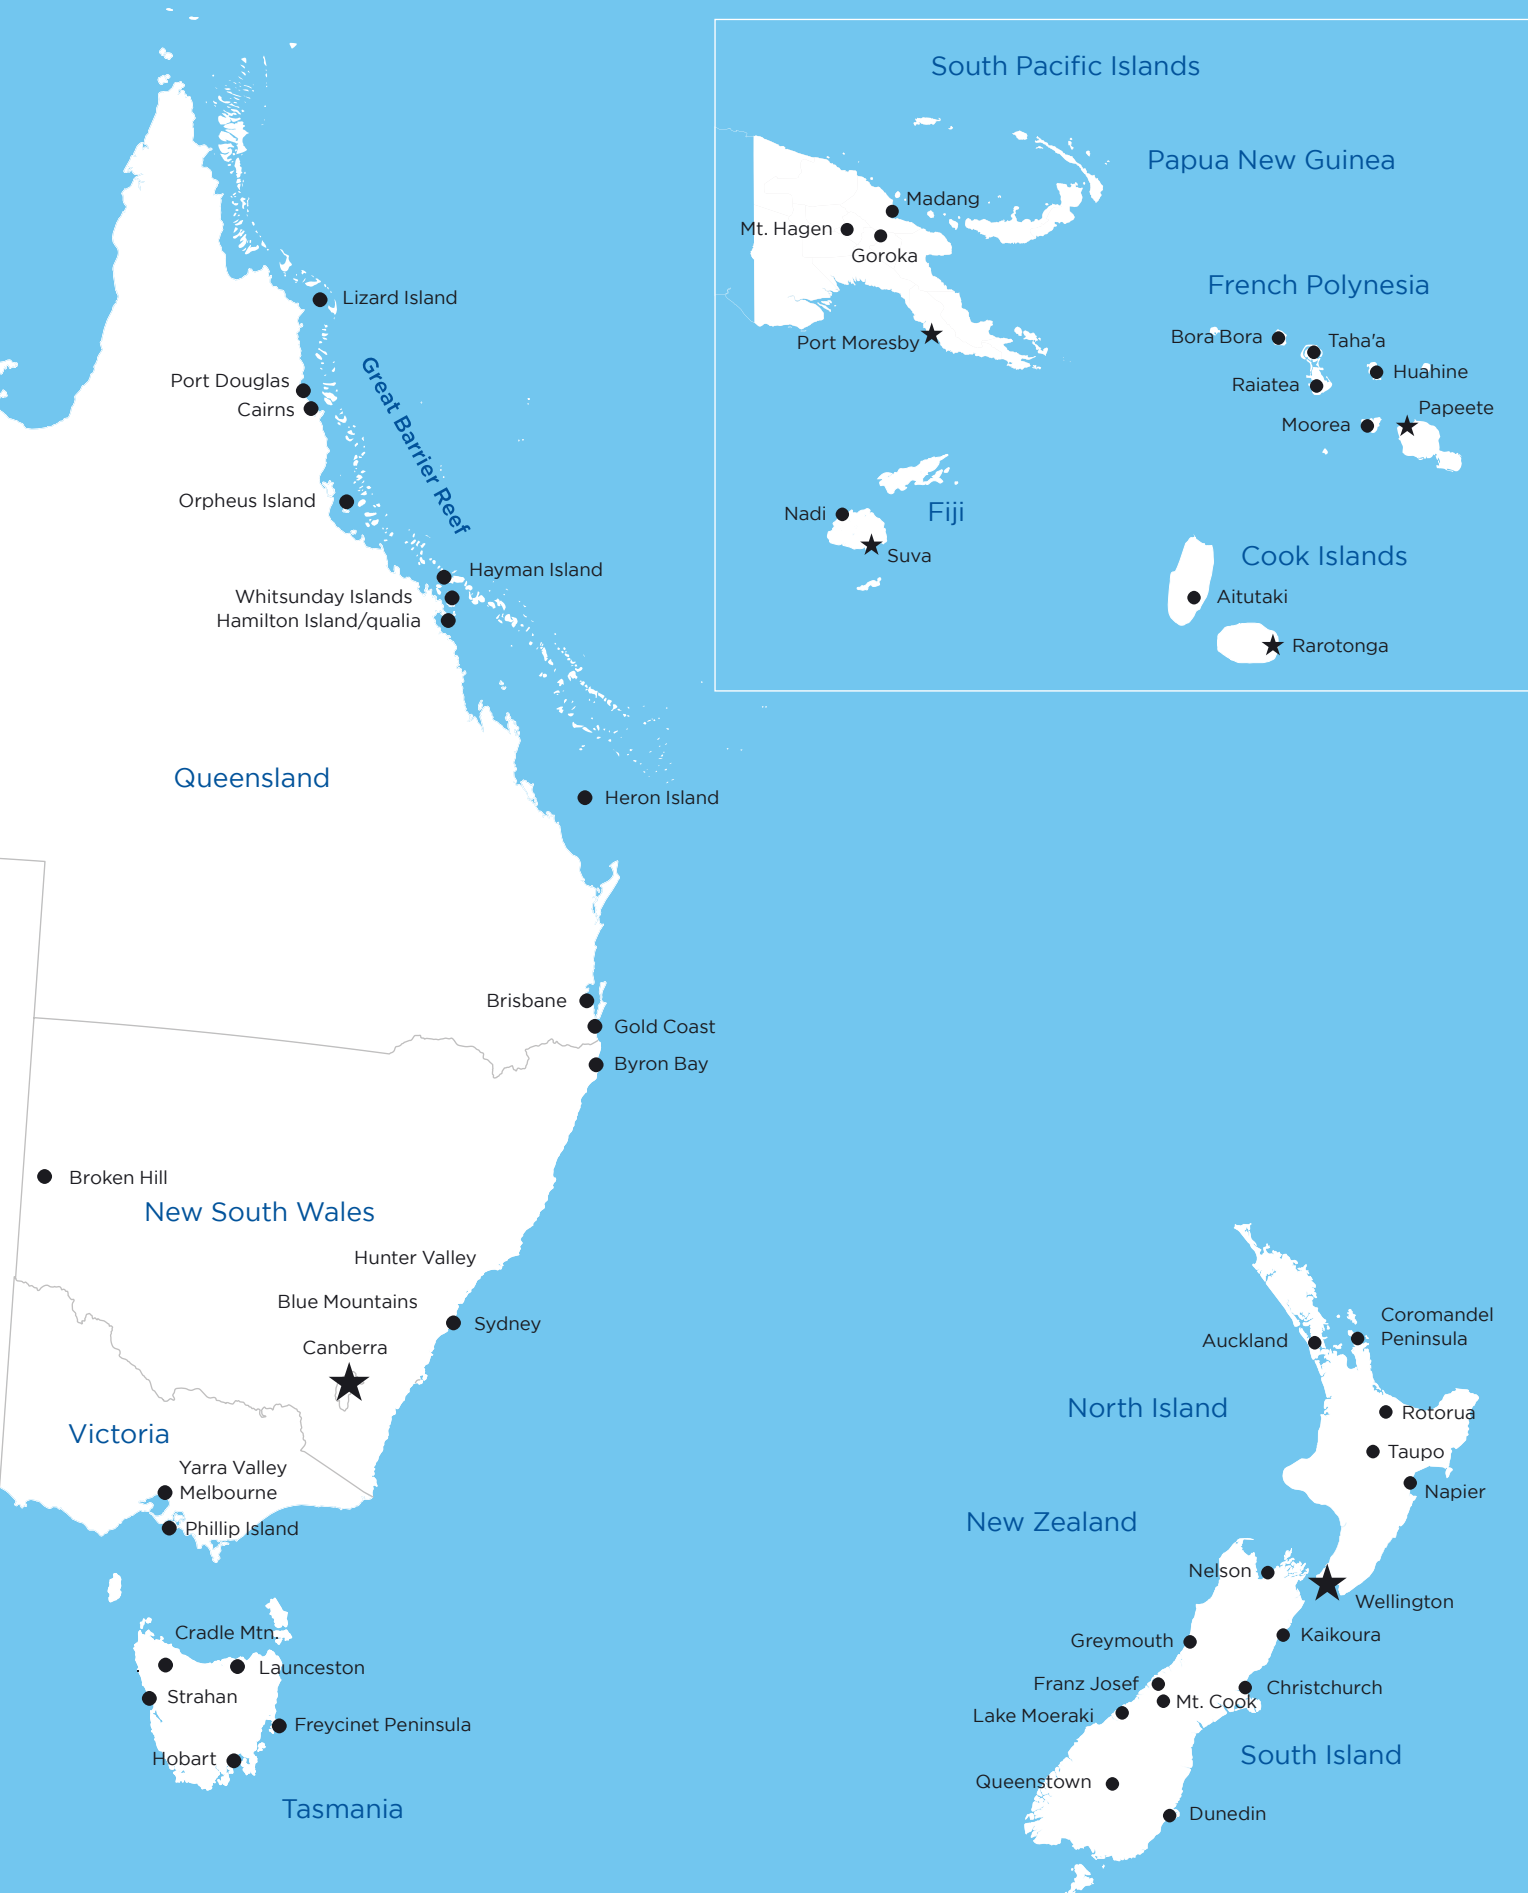 South Pacific Islands
Papua New Guinea
Madang
Mt. Hagen
Goroka
Port Moresby
French Polynesia
Bora Bora
Taha'a
Huahine
Raiatea
Papeete
Moorea
Nadi
Fiji
Suva
Cook Islands
Aitutaki
Rarotonga
Lizard Island
Great Barrier Reef
Port Douglas
Cairns
Orpheus Island
Hayman Island
Whitsunday Islands
Hamilton Island/qualia
Queensland
Heron Island
Brisbane
Gold Coast
Byron Bay
Broken Hill
New South Wales
Hunter Valley
Blue Mountains
Sydney
Canberra
Victoria
Yarra Valley
Melbourne
Phillip Island
Cradle Mtn.
Launceston
Strahan
Freycinet Peninsula
Hobart
Tasmania
Coromandel
Peninsula
Auckland
North Island
Rotorua
Taupo
Napier
New Zealand
Nelson
Wellington
Kaikoura
Greymouth
Franz Josef
Christchurch
Mt. Cook
Lake Moeraki
South Island
Queenstown
Dunedin